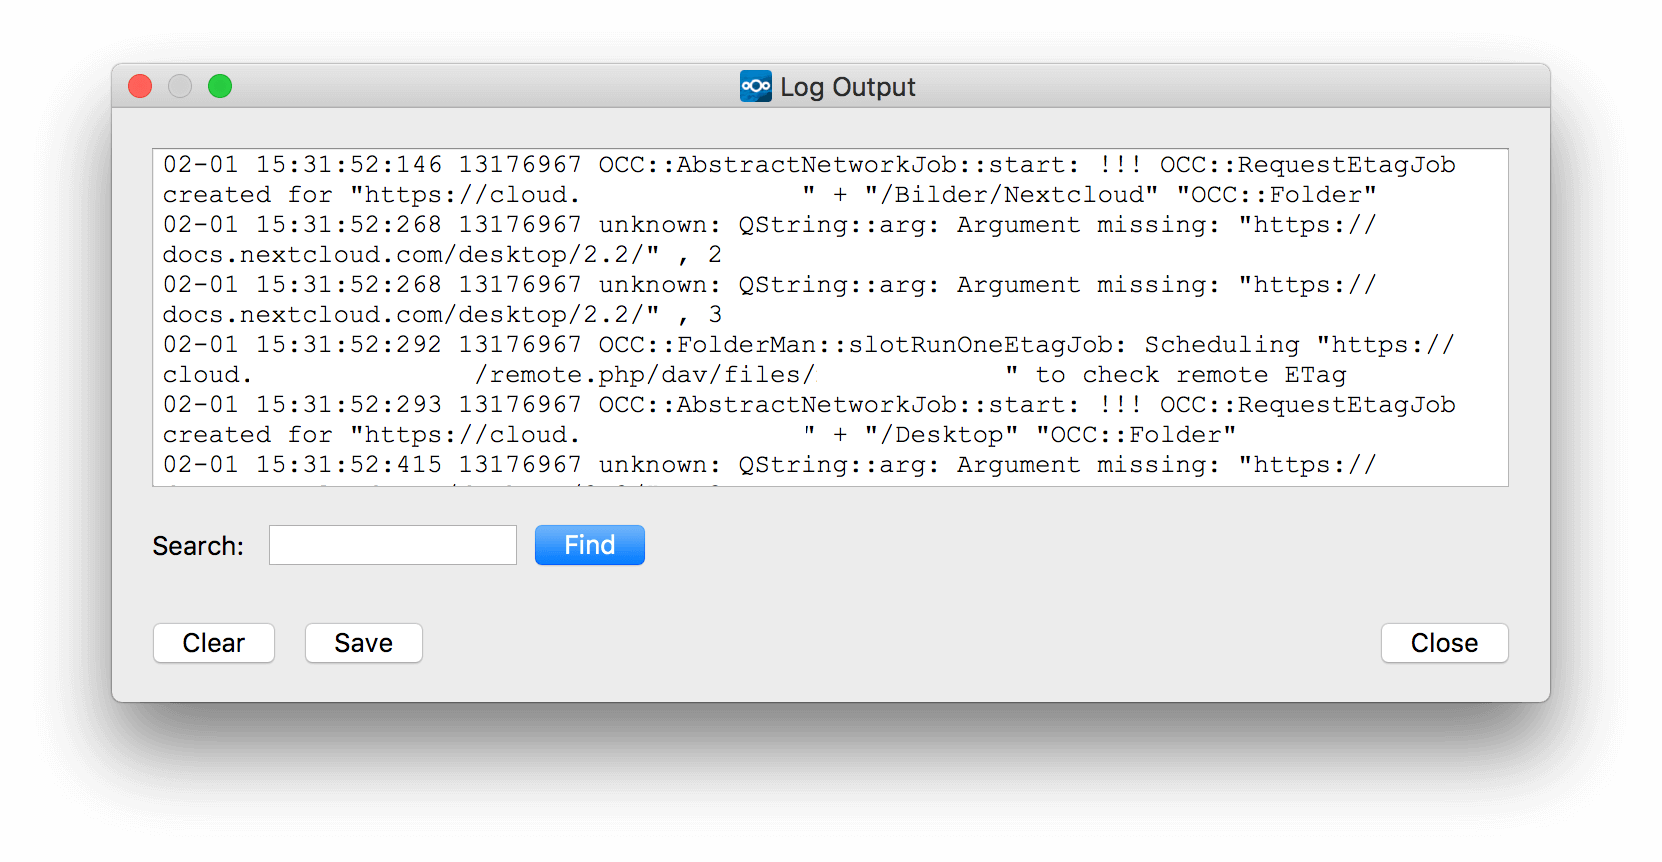 Log Output
02-01 15:31:52:146 13176967 OCC::AbstractNetworkJob::start: !!! OCC::RequestEtagJob
created for "https://cloud. " + "/Bilder/Nextcloud" "OCC::Folder"
02-01 15:31:52:268 13176967 unknown: QString::arg: Argument missing: "https://
docs.nextcloud.com/desktop/2.2/" , 2
02-01 15:31:52:268 13176967 unknown: QString::arg: Argument missing: "https://
docs.nextcloud.com/desktop/2.2/" , 3
02-01 15:31:52:292 13176967 OCC::FolderMan::slotRunOneEtagJob: Scheduling "https://
cloud. /remote.php/dav/files/ " to check remote ETag
02-01 15:31:52:293 13176967 OCC::AbstractNetworkJob::start: !!! OCC::RequestEtagJob
created for "https://cloud. " + "/Desktop" "OCC::Folder"
02-01 15:31:52:415 13176967 unknown: QString::arg: Argument missing: "https://
Search:
Find
Clear
Save
Close